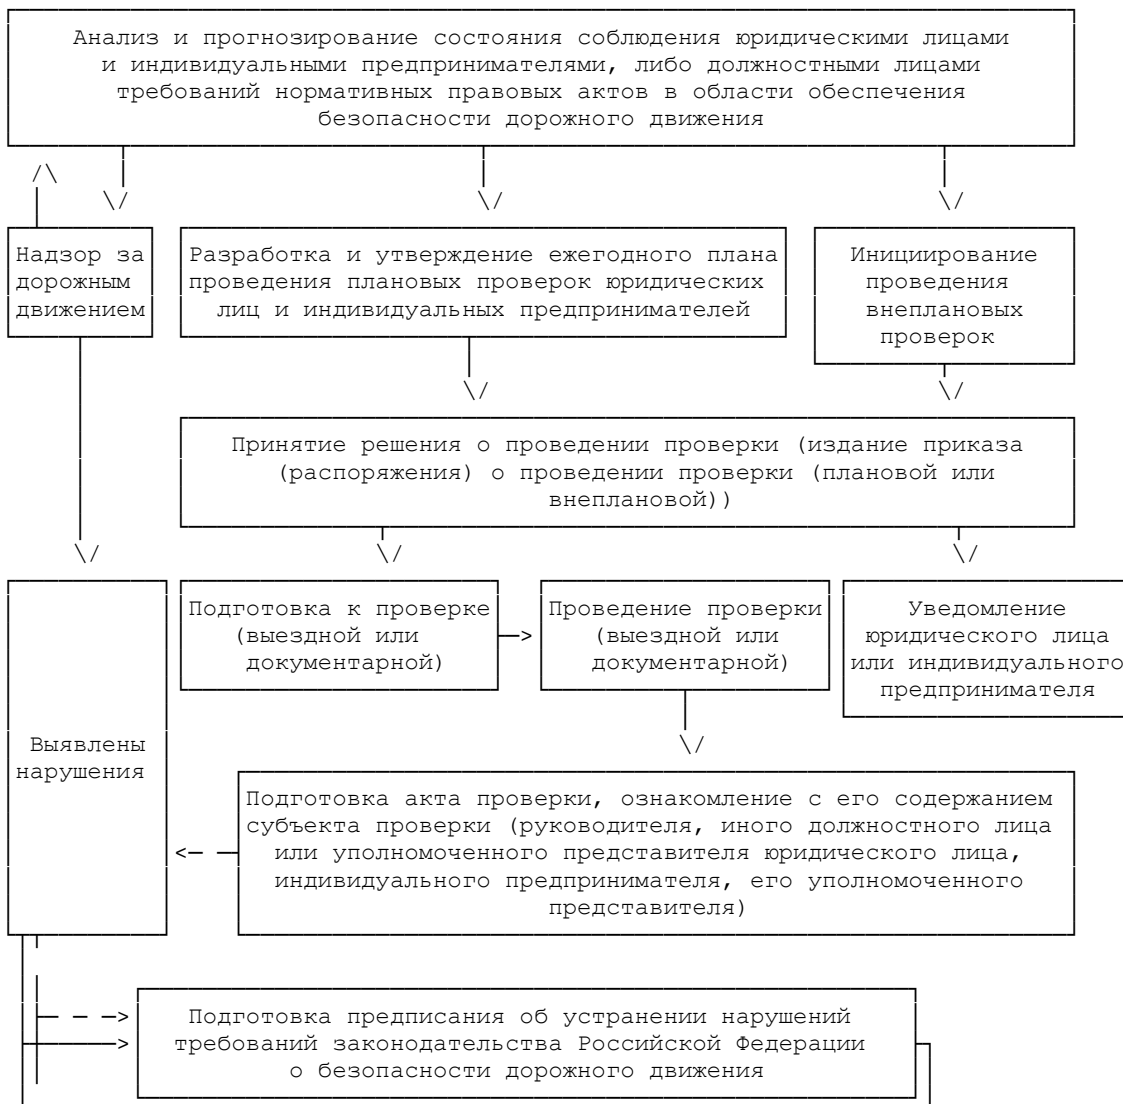 Анализ и прогнозирование состояния соблюдения юридическими лицами
и индивидуальными предпринимателями, либо должностными лицами
требований нормативных правовых актов в области обеспечения
безопасности дорожного движения
Надзор за
дорожным
движением
Разработка и утверждение ежегодного плана
проведения плановых проверок юридических
лиц и индивидуальных предпринимателей
Инициирование
проведения
внеплановых
проверок
Принятие решения о проведении проверки (издание приказа
(распоряжения) о проведении проверки (плановой или
внеплановой))
Подготовка к проверке
(выездной или
документарной)
Проведение проверки
(выездной или
документарной)
Уведомление
юридического лица
или индивидуального
предпринимателя
Выявлены
нарушения
Подготовка акта проверки, ознакомление с его содержанием
субъекта проверки (руководителя, иного должностного лица
или уполномоченного представителя юридического лица,
индивидуального предпринимателя, его уполномоченного
представителя)
Подготовка предписания об устранении нарушений
требований законодательства Российской Федерации
о безопасности дорожного движения